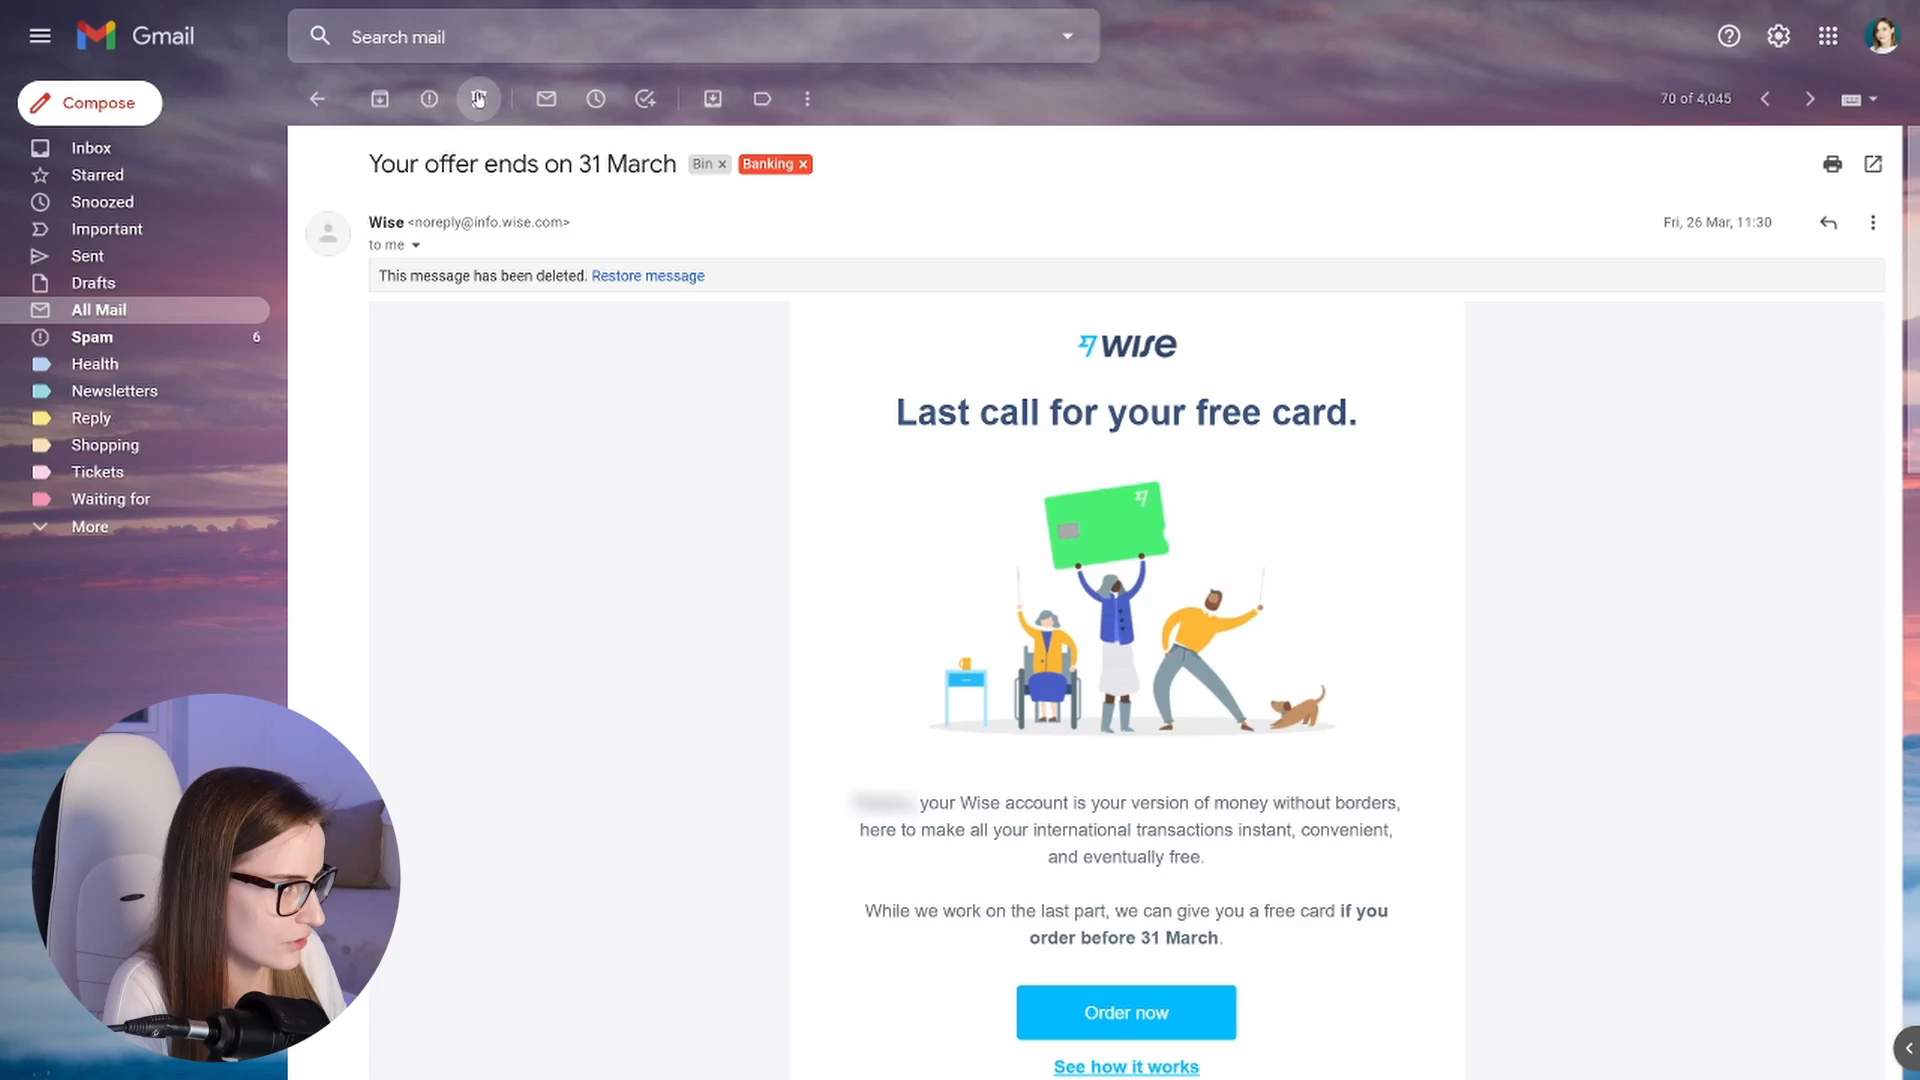 Gmail
Search mail
Compose
70 of 4,045
Inbox
Starred
Snoozed
Important
Sent
Drafts
All Mail
Spam 6
Health
Newsletters
Reply
Shopping
Tickets
Waiting for
More
Your offer ends on 31 March Bin × Banking ×
Wise <noreply@info.wise.com> Fri, 26 Mar, 11:30
to me
This message has been deleted. Restore message
wise
Last call for your free card.
your Wise account is your version of money without borders,
here to make all your international transactions instant, convenient,
and eventually free.
While we work on the last part, we can give you a free card if you
order before 31 March.
Order now
See how it works